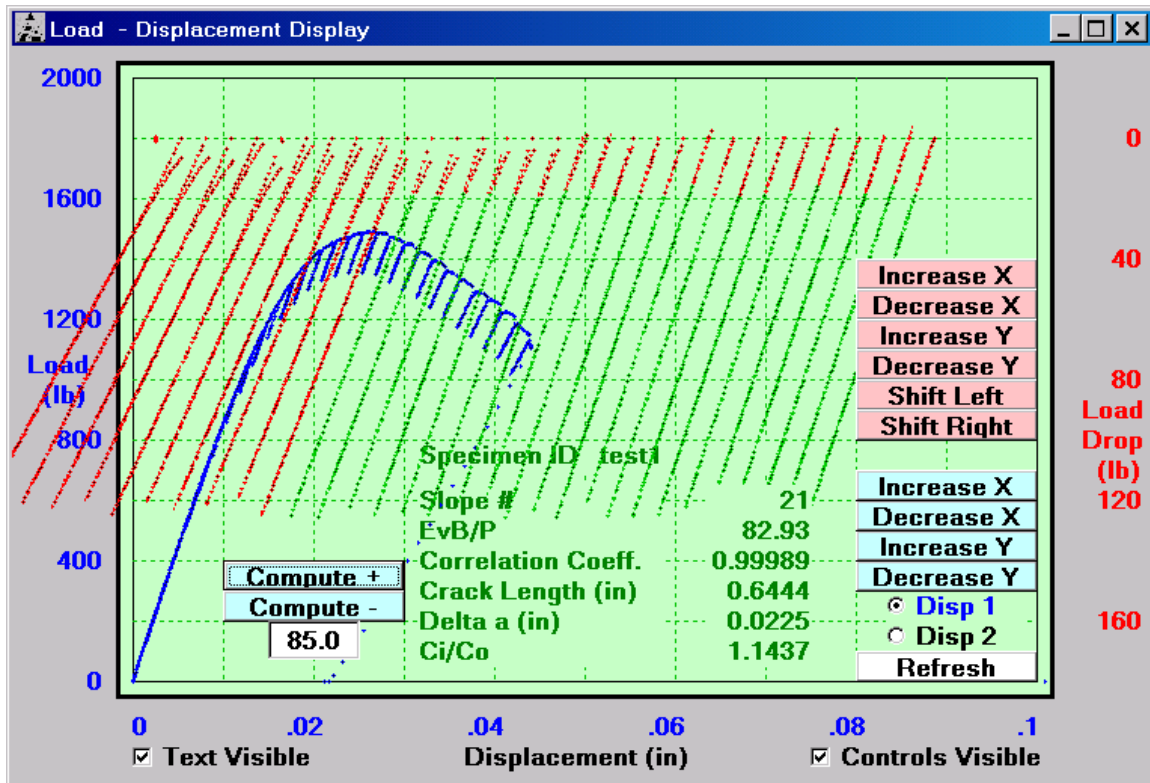 Load - Displacement Display
2000
1600
1200
Load
(lb)
800
400
0
0
40
80
Load
Drop
(lb)
120
160
Increase X
Decrease X
Increase Y
Decrease Y
Shift Left
Shift Right
Increase X
Decrease X
Increase Y
Decrease Y
Disp 1
Disp 2
Refresh
Specimen ID test1
Slope # 21
EvB/P 82.93
Correlation Coeff. 0.99989
Crack Length (in) 0.6444
Delta a (in) 0.0225
Ci/Co 1.1437
Compute +
Compute -
85.0
0 .02 .04 .06 .08 .1
Text Visible Displacement (in) Controls Visible